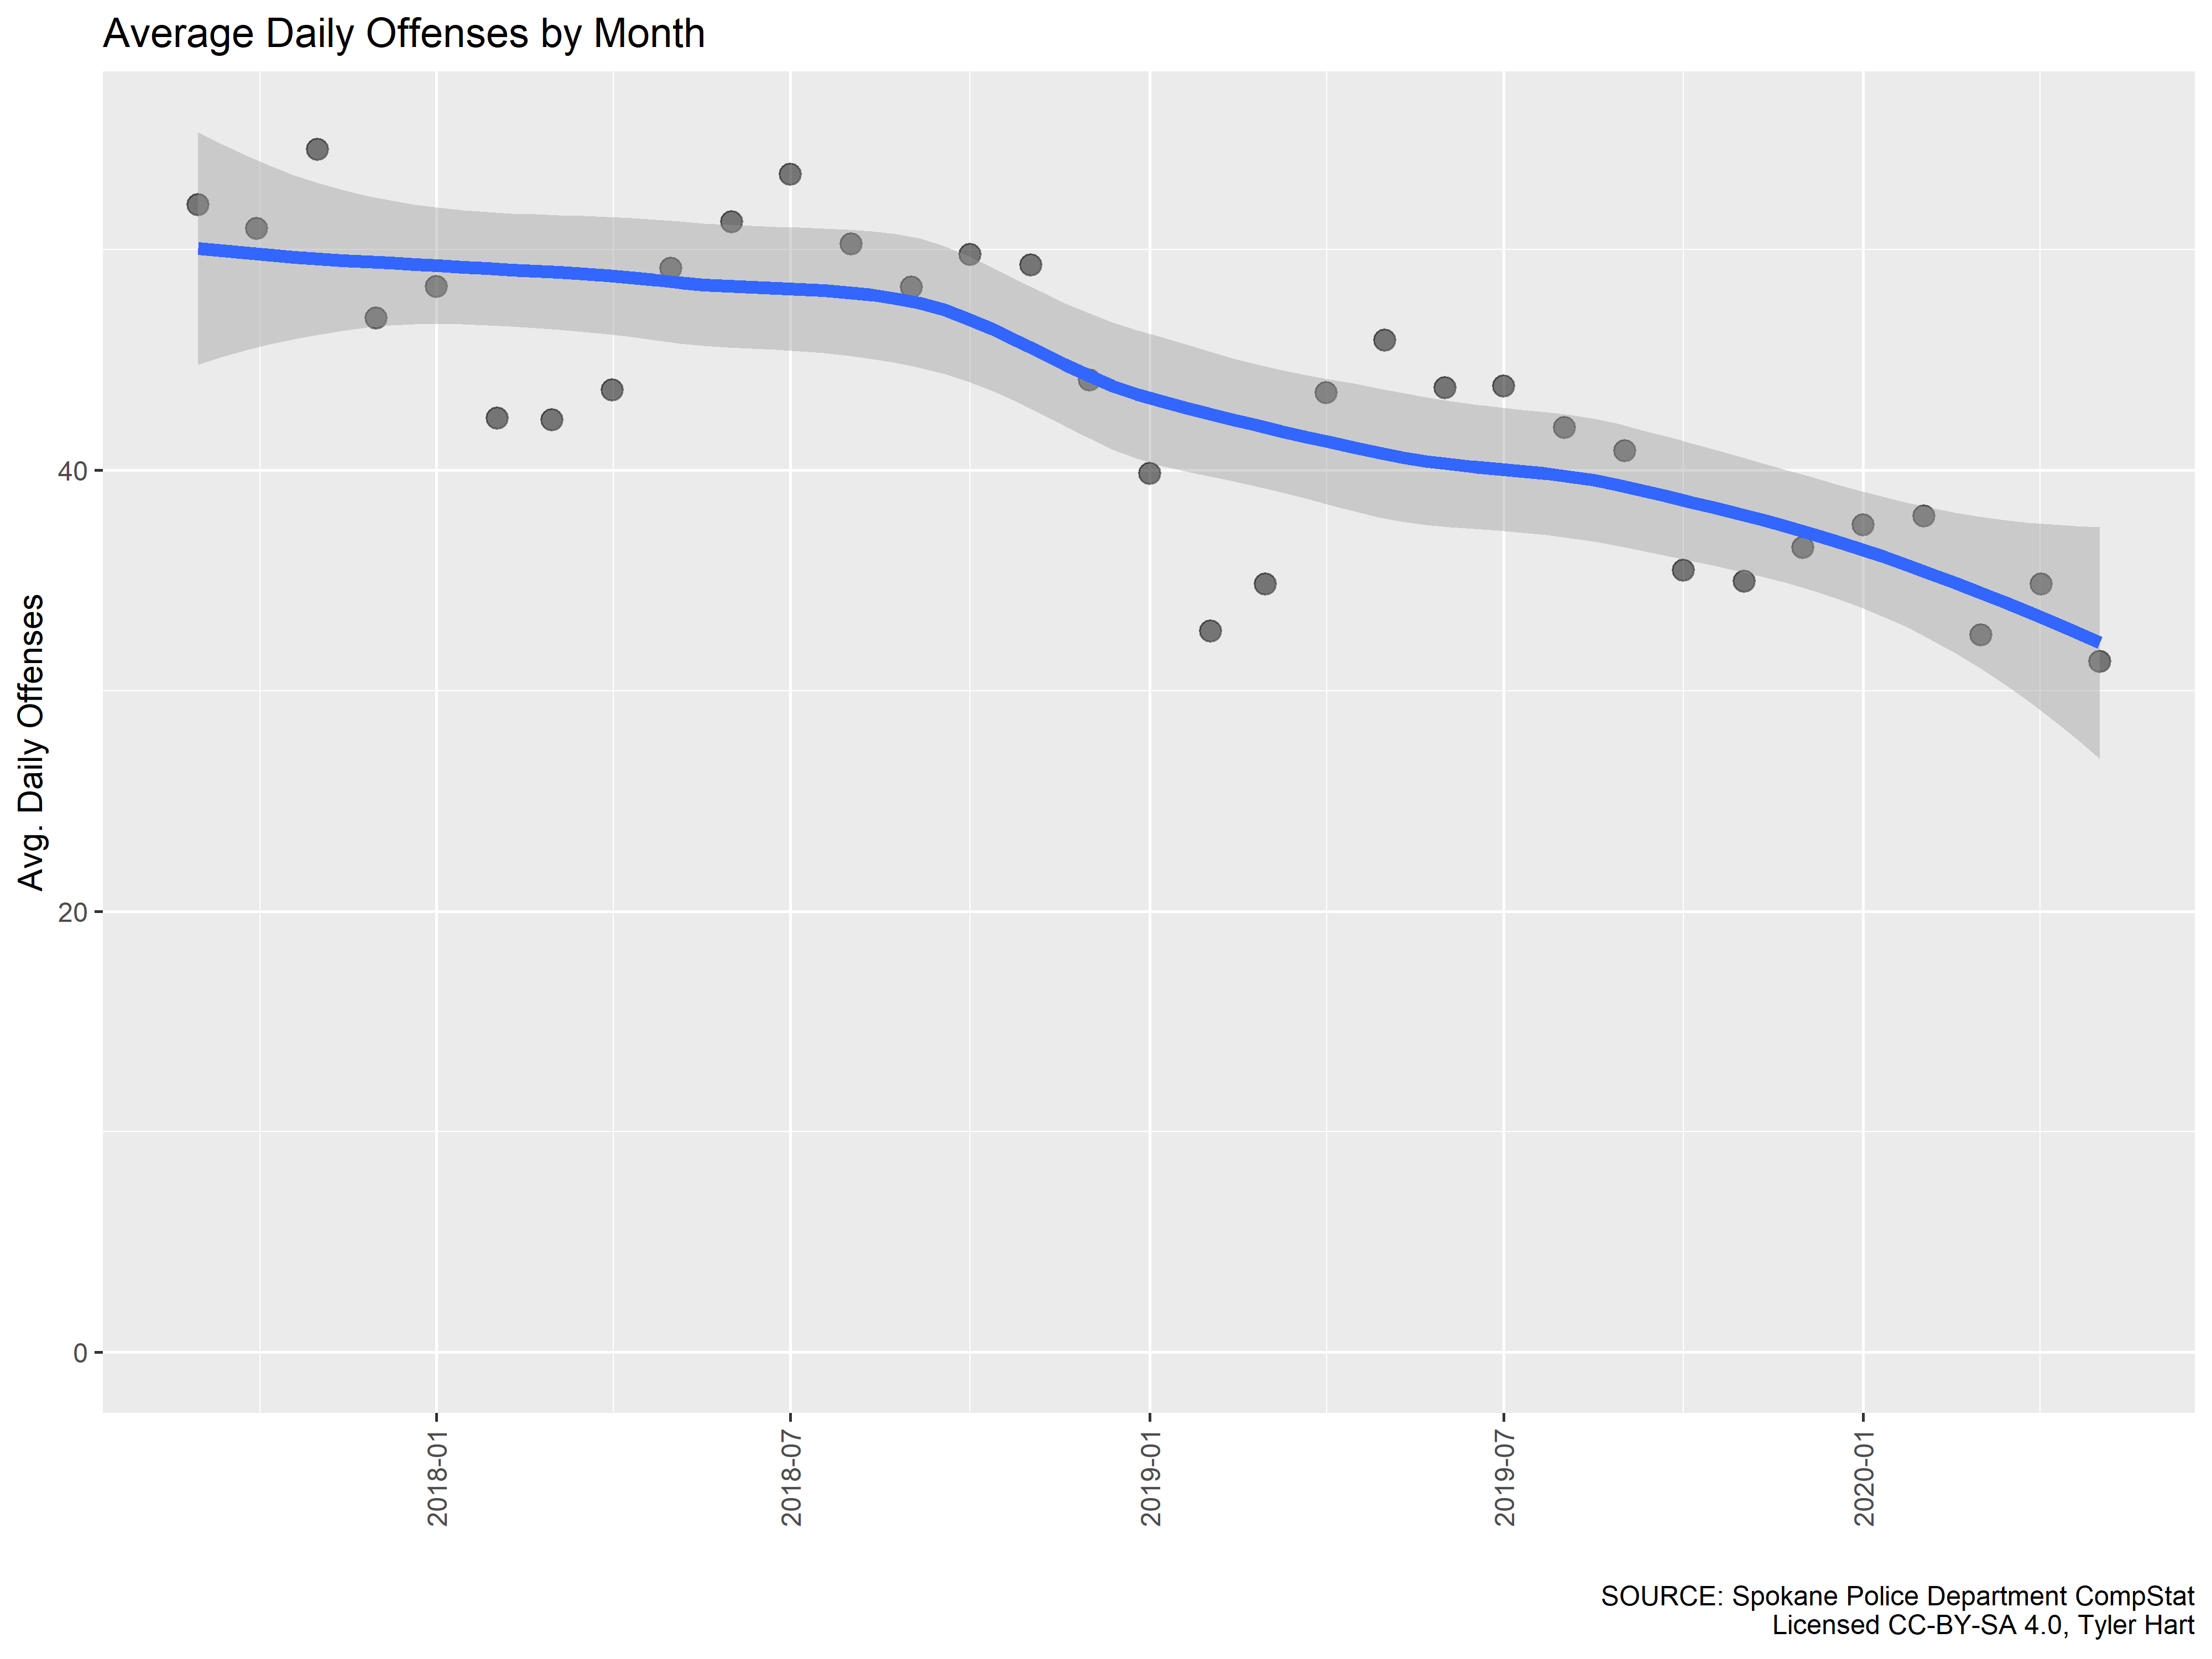 Average Daily Offenses by Month
Avg. Daily Offenses
40
20
0
2018-01
2018-07
2019-01
2019-07
2020-01
SOURCE: Spokane Police Department CompStat
Licensed CC-BY-SA 4.0, Tyler Hart